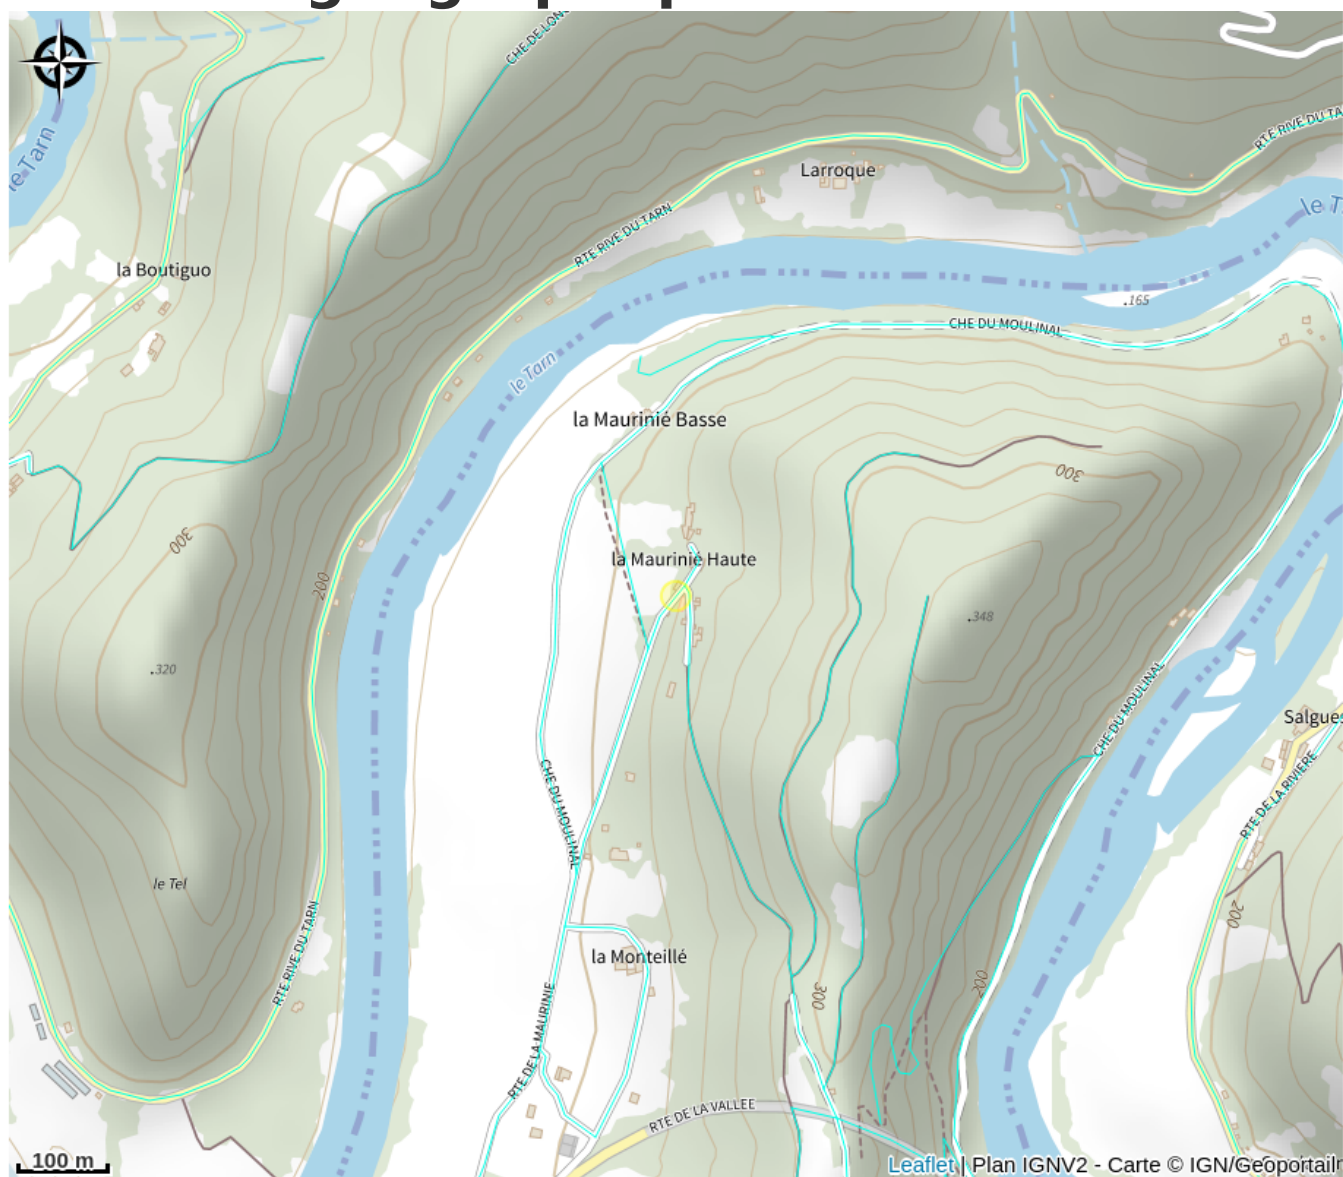 CHE DE LONG
le Tarn
RTE RIVE DU TA
Larroque
le T
RTE RIVE DU TARN
la Boutiguo
.165
CHE DU MOULINAL
le Tarn
la Maurinié Basse
300
300
la Maurinié Haute
200
.348
.320
CHE DU MOULINAL
Salgues
RTE DE LA RIVIERE
CHE DU MOULINAL
le Tel
200
RTE RIVE DU TARN
la Monteillé
300
200
RTE DE LA MAURINIE
RTE DE LA VALLEE
100 m
Leaflet | Plan IGNV2 - Carte © IGN/Geoportail